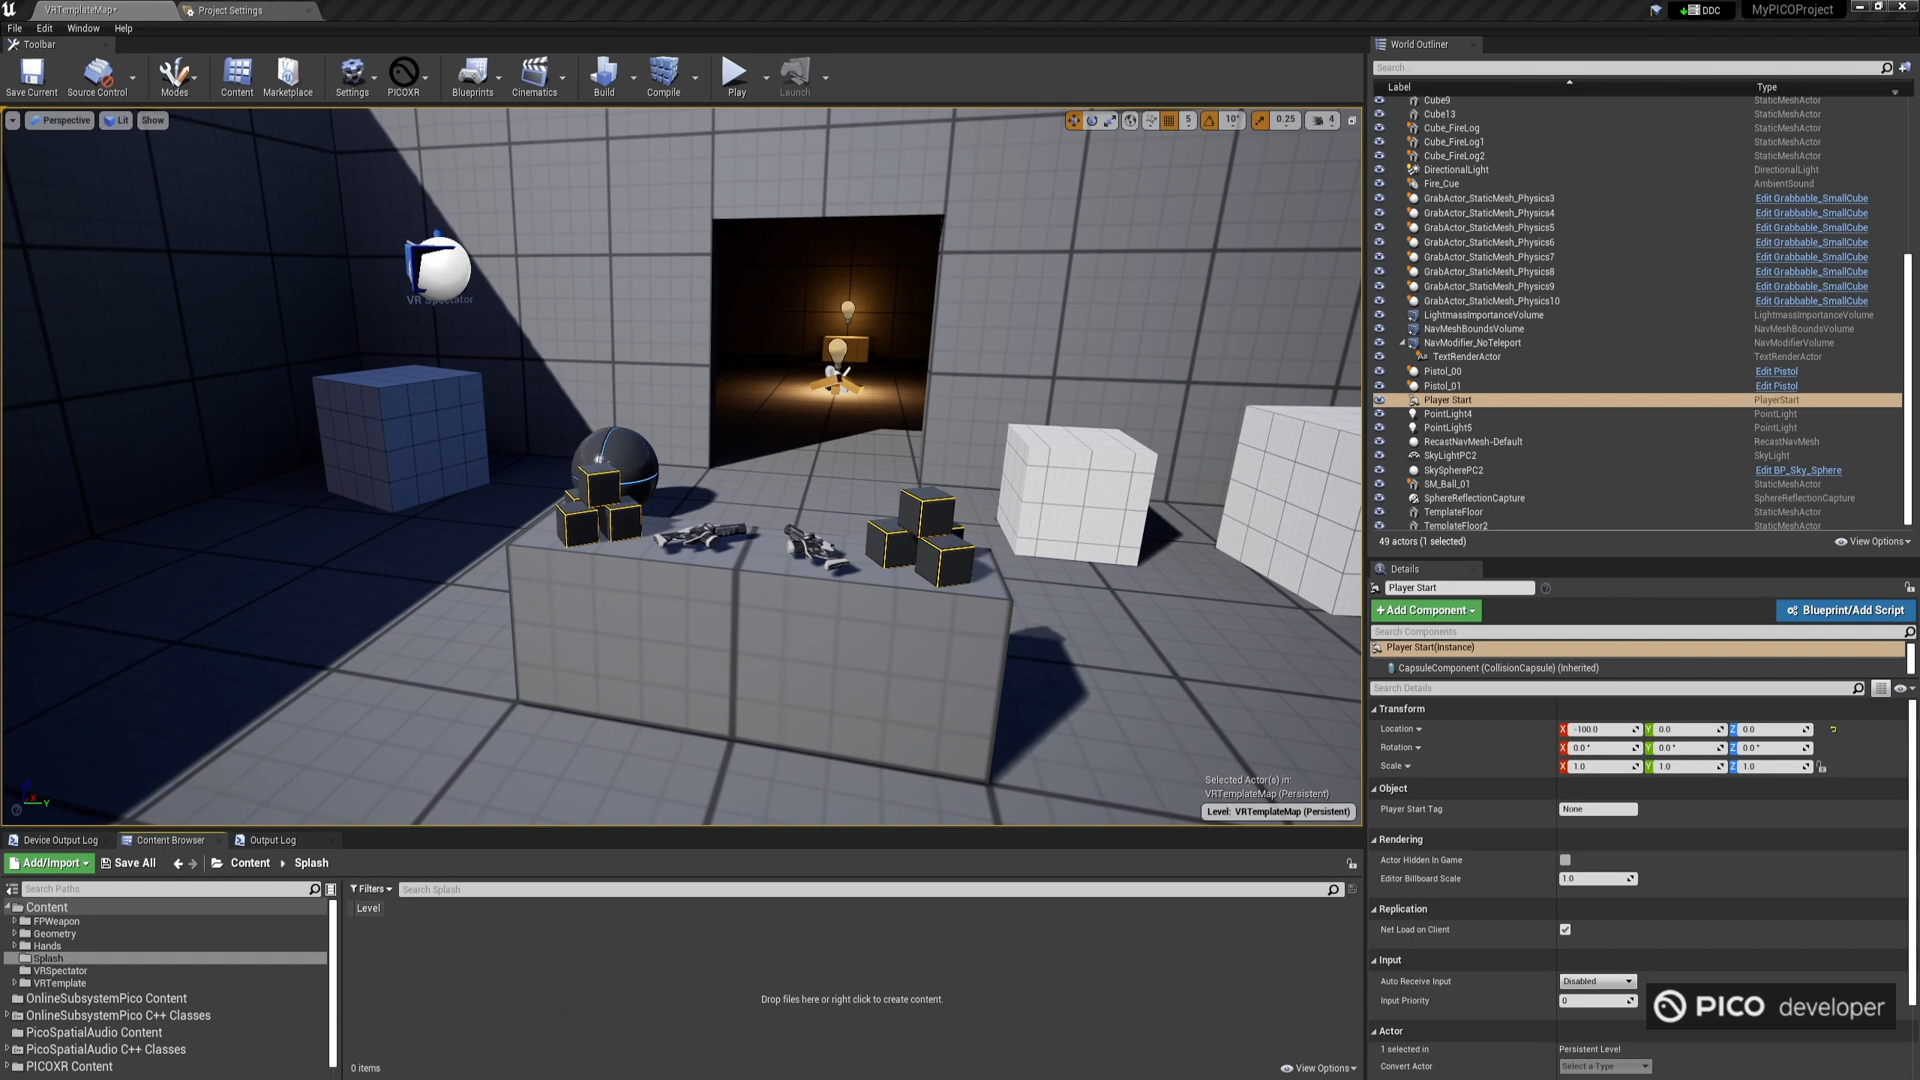 VRTemplateMap*
Project Settings
DDC
MyPICOProject
File Edit Window Help
Toolbar
World Outliner
Save Current
Source Control
Modes
Content
Marketplace
Settings
PICOXR
Blueprints
Cinematics
Build
Compile
Play
Launch
Search...
Label Type
Cube9 StaticMeshActor
Cube13 StaticMeshActor
Cube_FireLog StaticMeshActor
Cube_FireLog1 StaticMeshActor
Cube_FireLog2 StaticMeshActor
DirectionalLight DirectionalLight
Fire_Cue AmbientSound
GrabActor_StaticMesh_Physics3 Edit Grabbable_SmallCube
GrabActor_StaticMesh_Physics4 Edit Grabbable_SmallCube
GrabActor_StaticMesh_Physics5 Edit Grabbable_SmallCube
GrabActor_StaticMesh_Physics6 Edit Grabbable_SmallCube
GrabActor_StaticMesh_Physics7 Edit Grabbable_SmallCube
GrabActor_StaticMesh_Physics8 Edit Grabbable_SmallCube
GrabActor_StaticMesh_Physics9 Edit Grabbable_SmallCube
GrabActor_StaticMesh_Physics10 Edit Grabbable_SmallCube
LightmassImportanceVolume LightmassImportanceVolume
NavMeshBoundsVolume NavMeshBoundsVolume
NavModifier_NoTeleport NavModifierVolume
TextRenderActor TextRenderActor
Pistol_00 Edit Pistol
Pistol_01 Edit Pistol
Player Start PlayerStart
PointLight4 PointLight
PointLight5 PointLight
RecastNavMesh-Default RecastNavMesh
SkyLightPC2 SkyLight
SkySpherePC2 Edit BP_Sky_Sphere
SM_Ball_01 StaticMeshActor
SphereReflectionCapture SphereReflectionCapture
TemplateFloor StaticMeshActor
TemplateFloor2 StaticMeshActor
49 actors (1 selected) View Options
Perspective Lit Show
5 10° 0.25 4
VR Spectator
X Y
Selected Actor(s) in:
VRTemplateMap (Persistent)
Level: VRTemplateMap (Persistent)
Details
Player Start
+Add Component
Blueprint/Add Script
Search Components
Player Start(Instance)
CapsuleComponent (CollisionCapsule) (Inherited)
Search Details
Transform
Location X -100.0 Y 0.0 Z 0.0
Rotation X 0.0° Y 0.0° Z 0.0°
Scale X 1.0 Y 1.0 Z 1.0
Object
Player Start Tag None
Rendering
Actor Hidden In Game
Editor Billboard Scale 1.0
Replication
Net Load on Client
Input
Auto Receive Input Disabled
Input Priority 0
Actor
1 selected in Persistent Level
Convert Actor Select a Type
PICO developer
Device Output Log
Content Browser
Output Log
Add/Import Save All Content Splash
Search Paths
Filters Search Splash
Level
Content
FPWeapon
Geometry
Hands
Splash
VRSpectator
VRTemplate
OnlineSubsystemPico Content
OnlineSubsystemPico C++ Classes
PicoSpatialAudio Content
PicoSpatialAudio C++ Classes
PICOXR Content
Drop files here or right click to create content.
0 items View Options